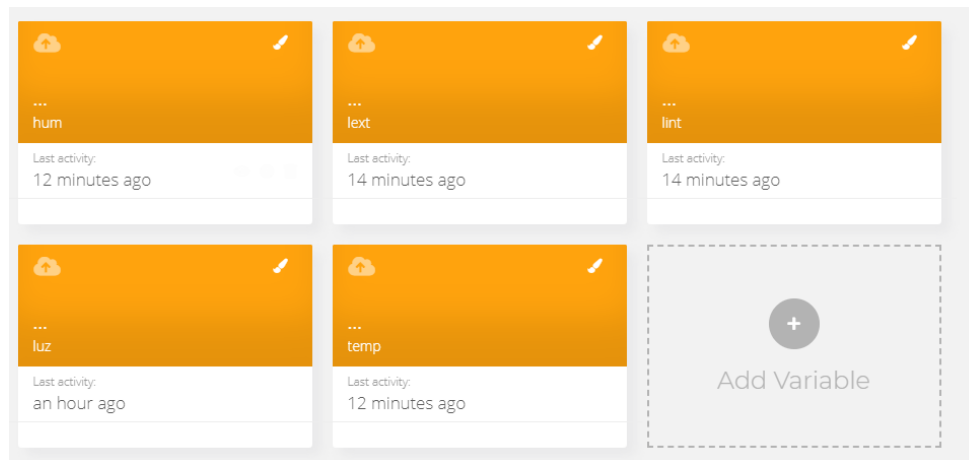 ...
hum
Last activity:
12 minutes ago
...
lext
Last activity:
14 minutes ago
...
lint
Last activity:
14 minutes ago
...
luz
Last activity:
an hour ago
...
temp
Last activity:
12 minutes ago
Add Variable